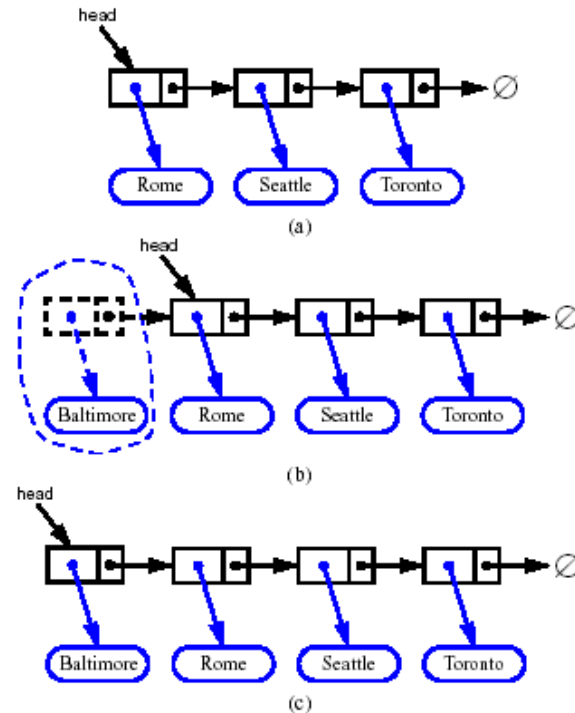 head
∅
Rome Seattle Toronto
(a)
head
∅
Baltimore Rome Seattle Toronto
(b)
head
∅
Baltimore Rome Seattle Toronto
(c)